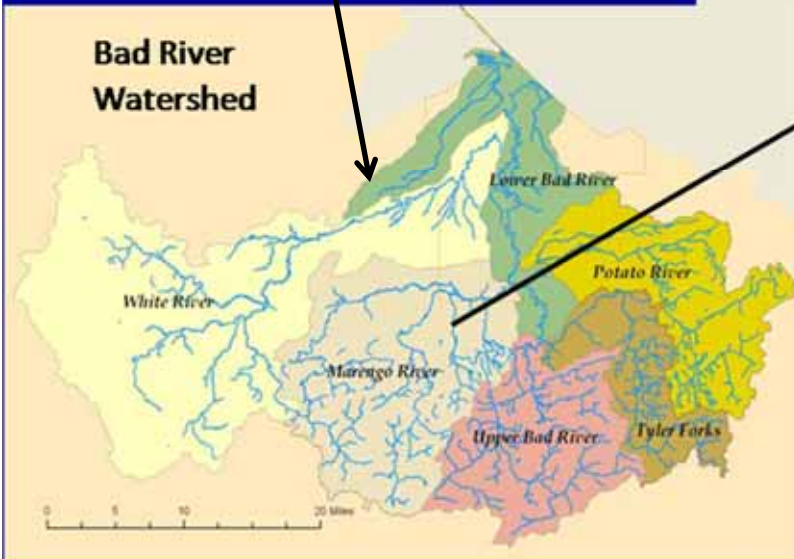 Bad River
Watershed
Lower Bad River
Potato River
White River
Marengo River
Upper Bad River
Tyler Forks
0 5 10 20 Miles